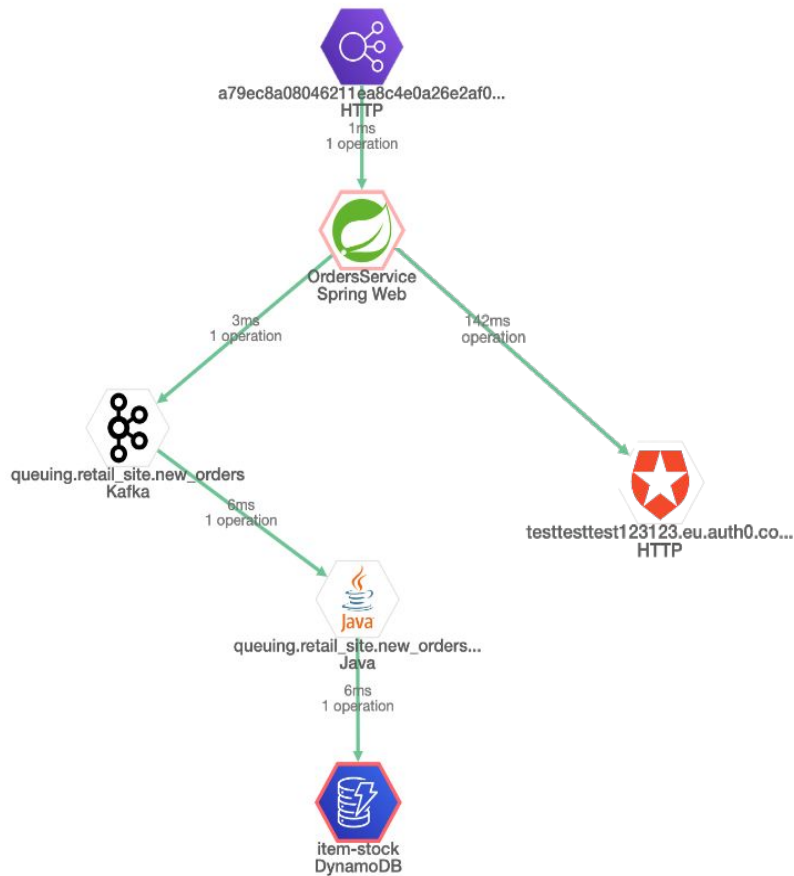 a79ec8a08046211ea8c4e0a26e2af0...
HTTP
1ms
1 operation
OrdersService
Spring Web
3ms
1 operation
142ms
operation
queuing.retail_site.new_orders
Kafka
6ms
1 operation
testtesttest123123.eu.auth0.co...
HTTP
Java
queuing.retail_site.new_orders...
Java
6ms
1 operation
item-stock
DynamoDB